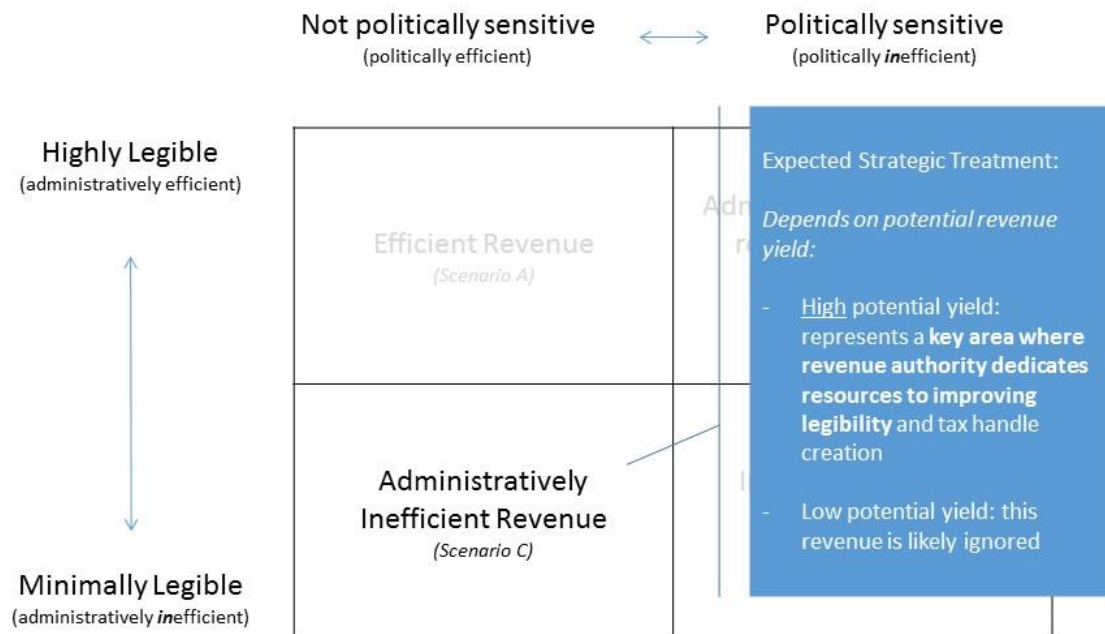 Not politically sensitive
(politically efficient)
Politically sensitive
(politically inefficient)
Highly Legible
(administratively efficient)
Efficient Revenue
(Scenario A)
Administratively
Inefficient Revenue
(Scenario C)
Minimally Legible
(administratively inefficient)
Expected Strategic Treatment:
Depends on potential revenue
yield:
- High potential yield:
represents a key area where
revenue authority dedicates
resources to improving
legibility and tax handle
creation
- Low potential yield: this
revenue is likely ignored